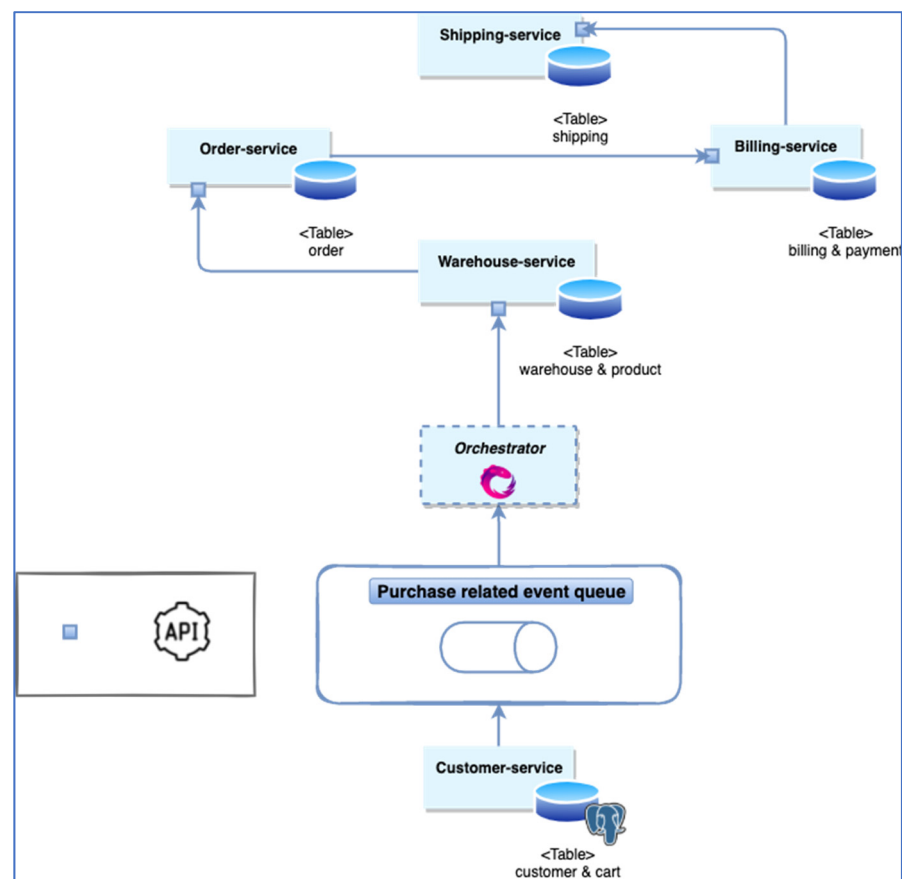 Shipping-service
<Table>
shipping
Order-service
Billing-service
<Table>
order
<Table>
billing & payment
Warehouse-service
<Table>
warehouse & product
Orchestrator
Purchase related event queue
API
Customer-service
<Table>
customer & cart